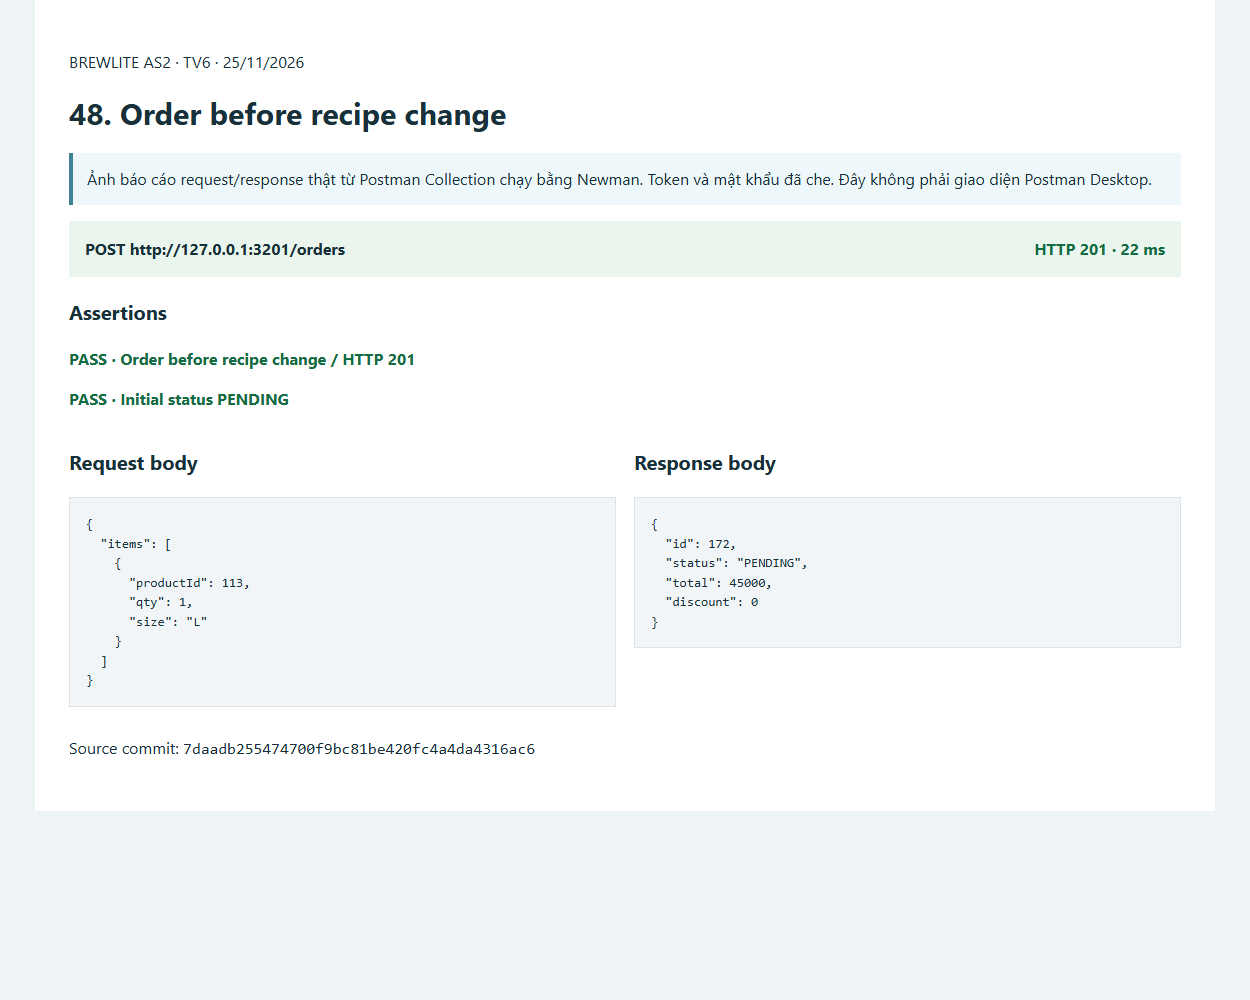 BREWLITE AS2 · TV6 · 25/11/2026
48. Order before recipe change
Ảnh báo cáo request/response thật từ Postman Collection chạy bằng Newman. Token và mật khẩu đã che. Đây không phải giao diện Postman Desktop.
POST http://127.0.0.1:3201/orders
HTTP 201 · 22 ms
Assertions
PASS · Order before recipe change / HTTP 201
PASS · Initial status PENDING
Request body
{
  "items": [
    {
      "productId": 113,
      "qty": 1,
      "size": "L"
    }
  ]
}
Response body
{
  "id": 172,
  "status": "PENDING",
  "total": 45000,
  "discount": 0
}
Source commit: 7daadb255474700f9bc81be420fc4a4da4316ac6